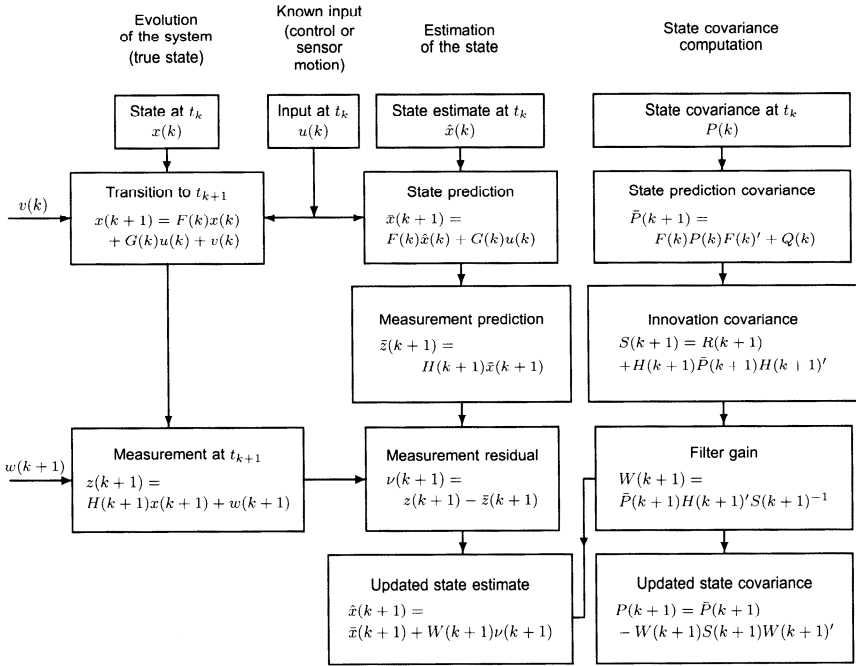 Evolution
of the system
(true state)
Known input
(control or
sensor
motion)
Estimation
of the state
State covariance
computation
State at t_k
x(k)
Input at t_k
u(k)
State estimate at t_k
x̂(k)
State covariance at t_k
P(k)
v(k)
Transition to t_{k+1}
x(k + 1) = F(k)x(k)
+ G(k)u(k) + v(k)
State prediction
x̄(k + 1) =
F(k)x̂(k) + G(k)u(k)
State prediction covariance
P̄(k + 1) =
F(k)P(k)F(k)′ + Q(k)
Measurement prediction
z̄(k + 1) =
H(k + 1)x̄(k + 1)
Innovation covariance
S(k + 1) = R(k + 1)
+H(k + 1)P̄(k + 1)H(k + 1)′
w(k + 1)
Measurement at t_{k+1}
z(k + 1) =
H(k + 1)x(k + 1) + w(k + 1)
Measurement residual
ν(k + 1) =
z(k + 1) − z̄(k + 1)
Filter gain
W(k + 1) =
P̄(k + 1)H(k + 1)′S(k + 1)⁻¹
Updated state estimate
x̂(k + 1) =
x̄(k + 1) + W(k + 1)ν(k + 1)
Updated state covariance
P(k + 1) = P̄(k + 1)
− W(k + 1)S(k + 1)W(k + 1)′